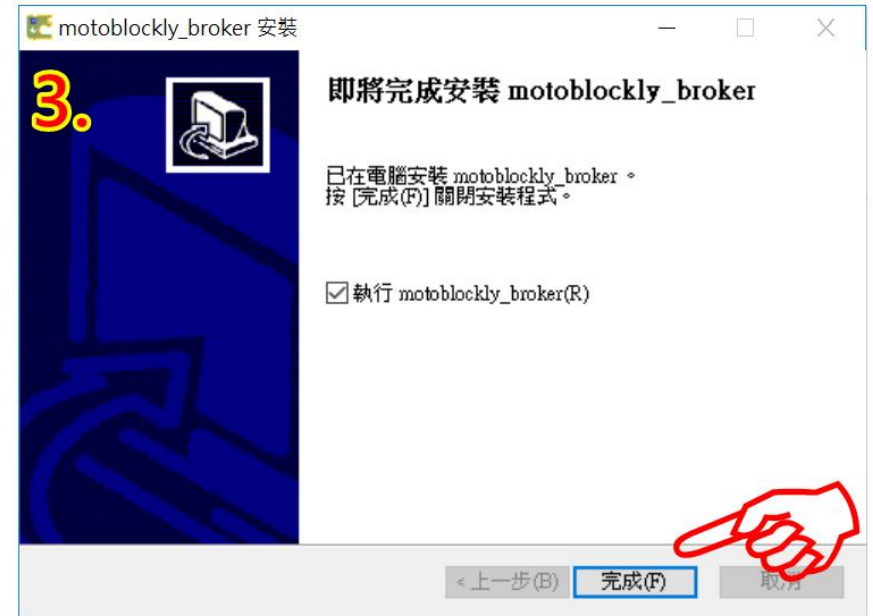 motoblockly_broker 安裝
3.
即將完成安裝 motoblockly_broker
已在電腦安裝 motoblockly_broker。
按 [完成(F)] 關閉安裝程式。
執行 motoblockly_broker(R)
<上一步(B) 完成(F) 取消